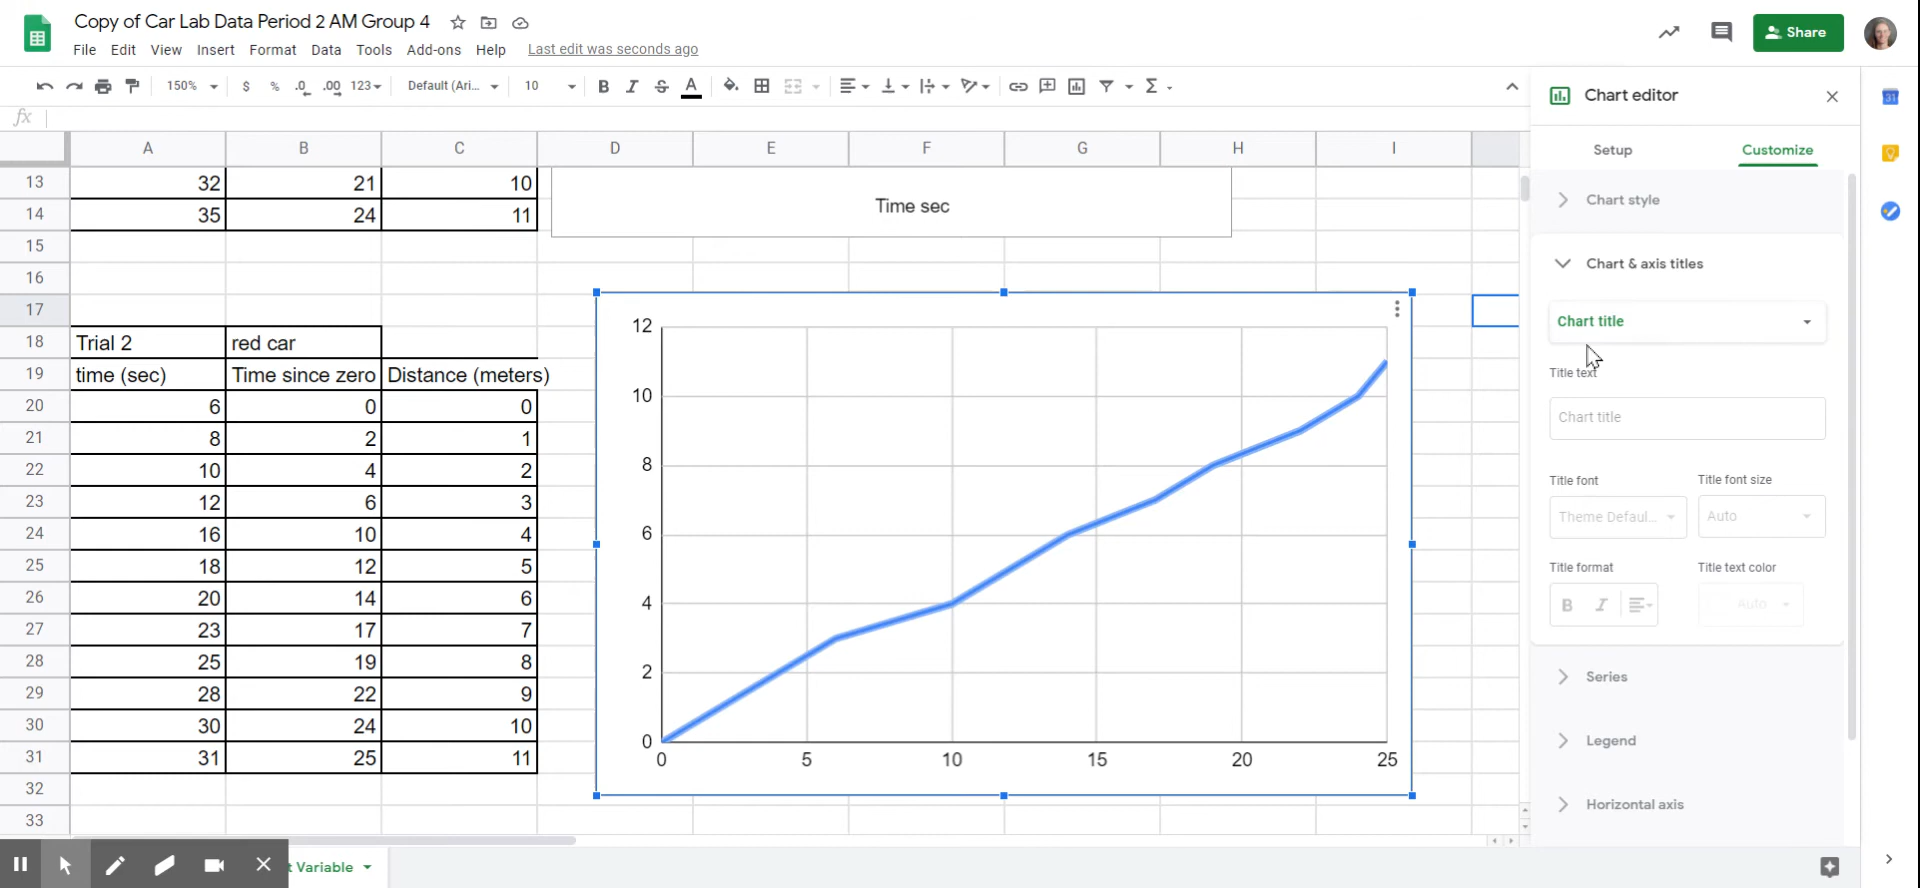 Copy of Car Lab Data Period 2 AM Group 4
File Edit View Insert Format Data Tools Add-ons Help Last edit was seconds ago
Share
150% $ % .0 .00 123 Default (Ari... 10 B I S A Σ
fx
Chart editor
31
A B C D E F G H I
Setup Customize
13 32 21 10
14 35 24 11
Time sec
15
16
17
18 Trial 2 red car
19 time (sec) Time since zero Distance (meters)
20 6 0 0
21 8 2 1
22 10 4 2
23 12 6 3
24 16 10 4
25 18 12 5
26 20 14 6
27 23 17 7
28 25 19 8
29 28 22 9
30 30 24 10
31 31 25 11
32
33
12
10
8
6
4
2
0
0 5 10 15 20 25
Chart style
Chart & axis titles
Chart title
Title text
Chart title
Title font Title font size
Theme Defaul... Auto
Title format Title text color
B I Auto
Series
Legend
Horizontal axis
t Variable